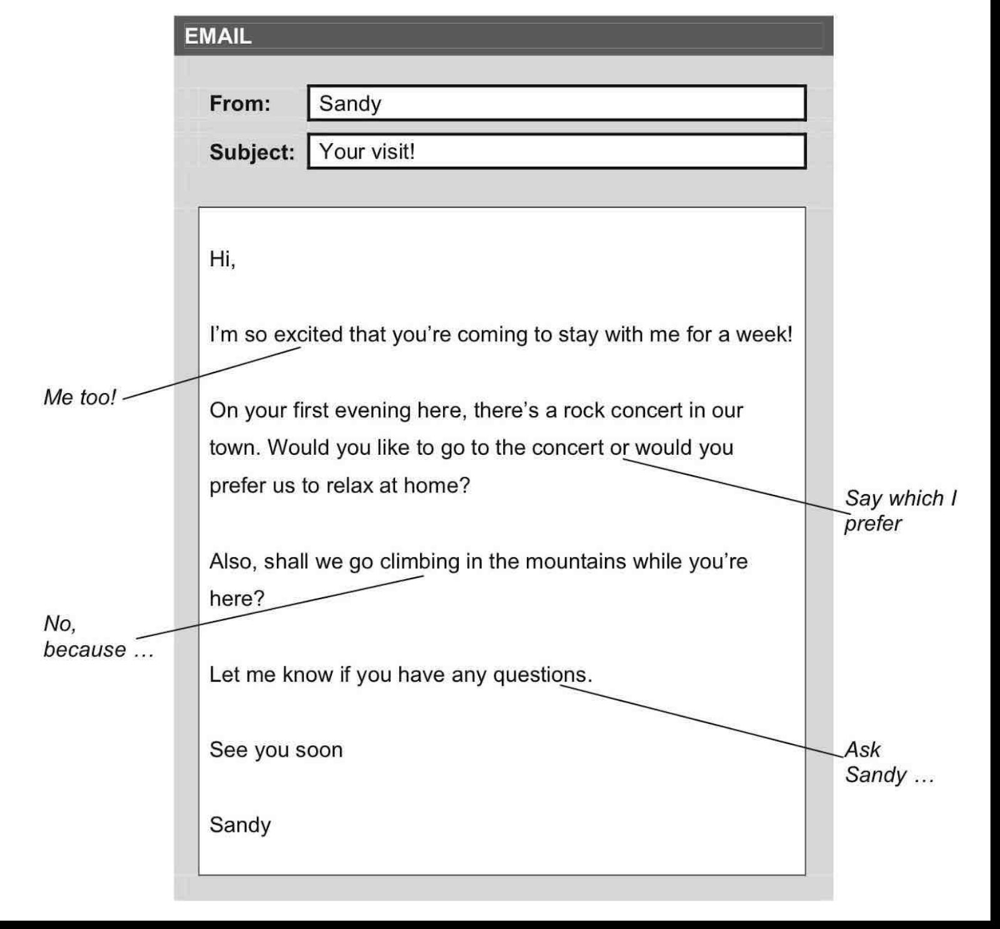 EMAIL
From: Sandy
Subject: Your visit!
Hi,
I’m so excited that you’re coming to stay with me for a week!
Me too!
On your first evening here, there’s a rock concert in our
town. Would you like to go to the concert or would you
prefer us to relax at home?
Say which I
prefer
Also, shall we go climbing in the mountains while you’re
here?
No,
because …
Let me know if you have any questions.
See you soon
Ask
Sandy …
Sandy